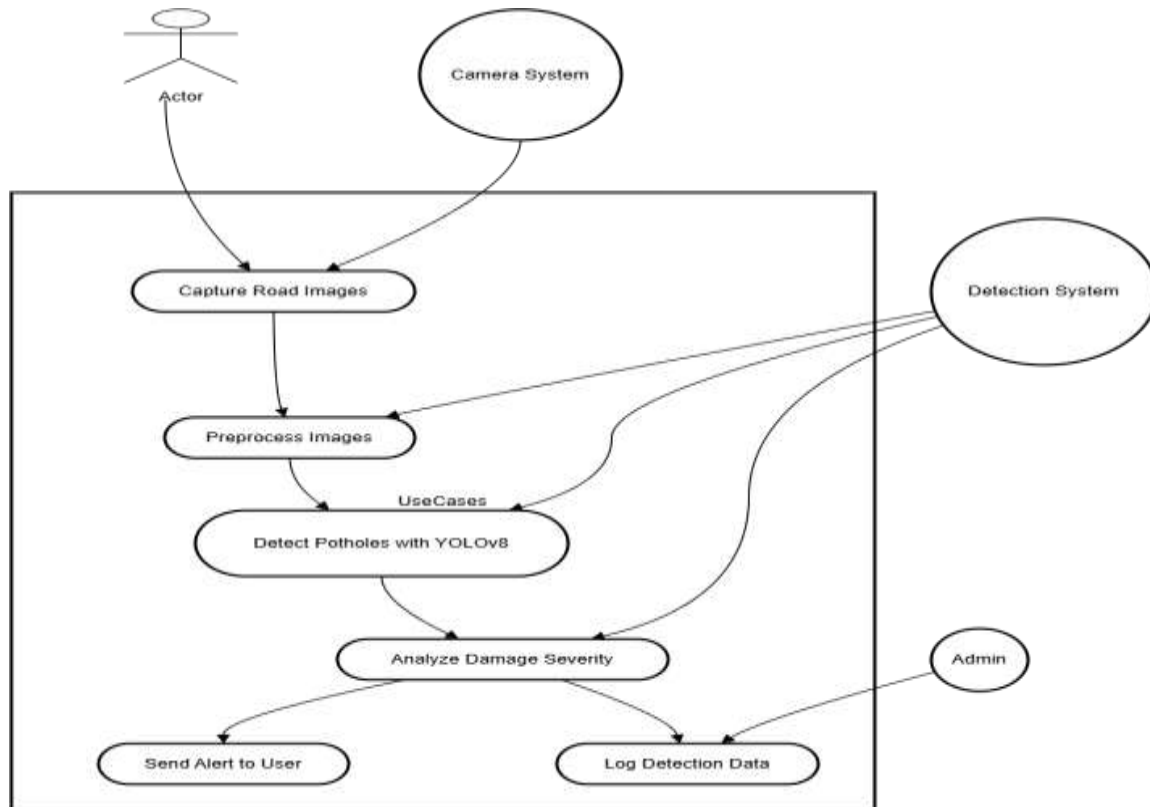 Camera System
Actor
Capture Road Images
Detection System
Preprocess Images
UseCases
Detect Potholes with YOLOv8
Analyze Damage Severity
Admin
Send Alert to User
Log Detection Data